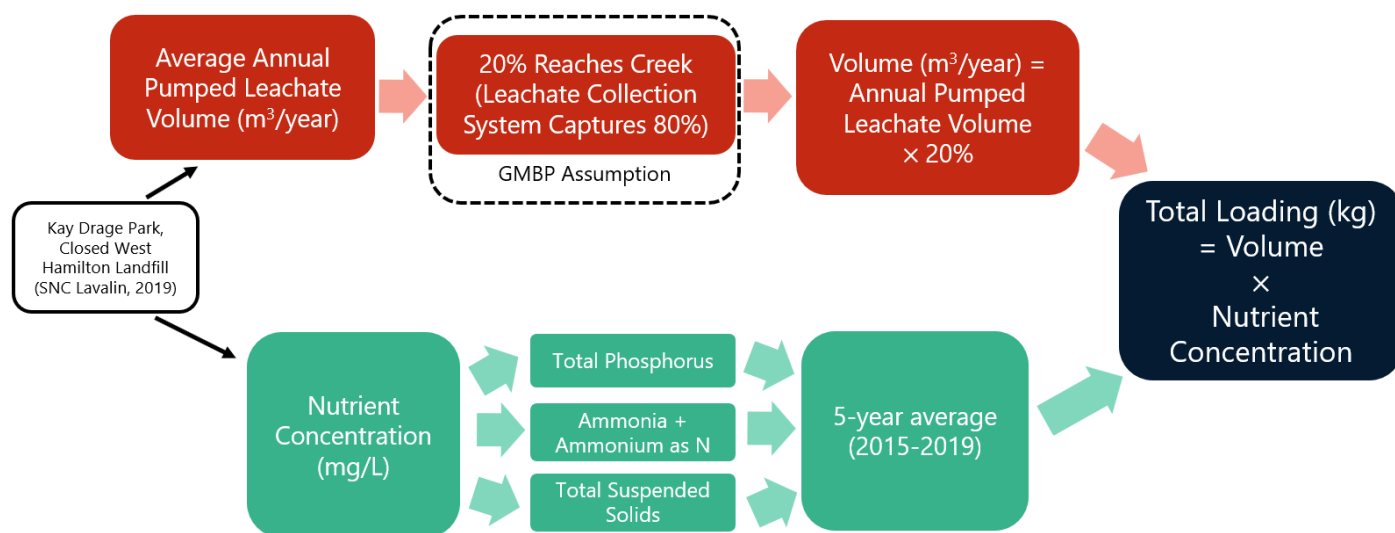 Average Annual
Pumped Leachate
Volume (m³/year)
20% Reaches Creek
(Leachate Collection
System Captures 80%)
GMBP Assumption
Volume (m³/year) =
Annual Pumped
Leachate Volume
× 20%
Kay Drage Park,
Closed West
Hamilton Landfill
(SNC Lavalin, 2019)
Total Loading (kg)
= Volume
×
Nutrient
Concentration
Nutrient
Concentration
(mg/L)
Total Phosphorus
Ammonia +
Ammonium as N
Total Suspended
Solids
5-year average
(2015-2019)